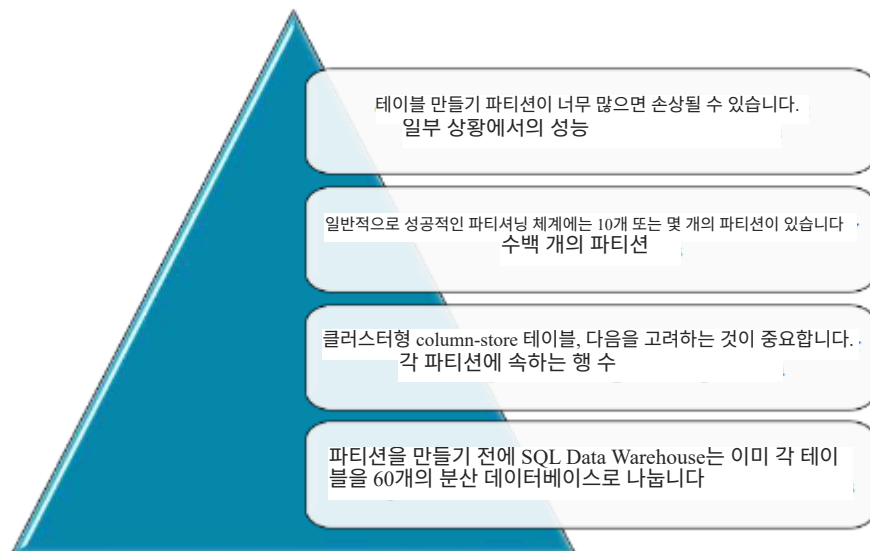 테이블 만들기 파티션이 너무 많으면 손상될 수 있습니다.
일부 상황에서의 성능
일반적으로 성공적인 파티셔닝 체계에는 10개 또는 몇 개의 파티션이 있습니다
수백 개의 파티션
클러스터형 column-store 테이블, 다음을 고려하는 것이 중요합니다.
각 파티션에 속하는 행 수
파티션을 만들기 전에 SQL Data Warehouse는 이미 각 테이
블을 60개의 분산 데이터베이스로 나눕니다